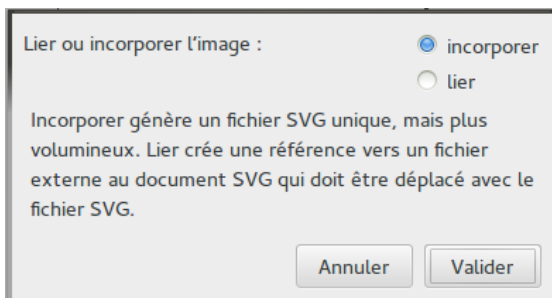 Lier ou incorporer l'image :
incorporer
lier
Incorporer génère un fichier SVG unique, mais plus
volumineux. Lier crée une référence vers un fichier
externe au document SVG qui doit être déplacé avec le
fichier SVG.
Annuler
Valider